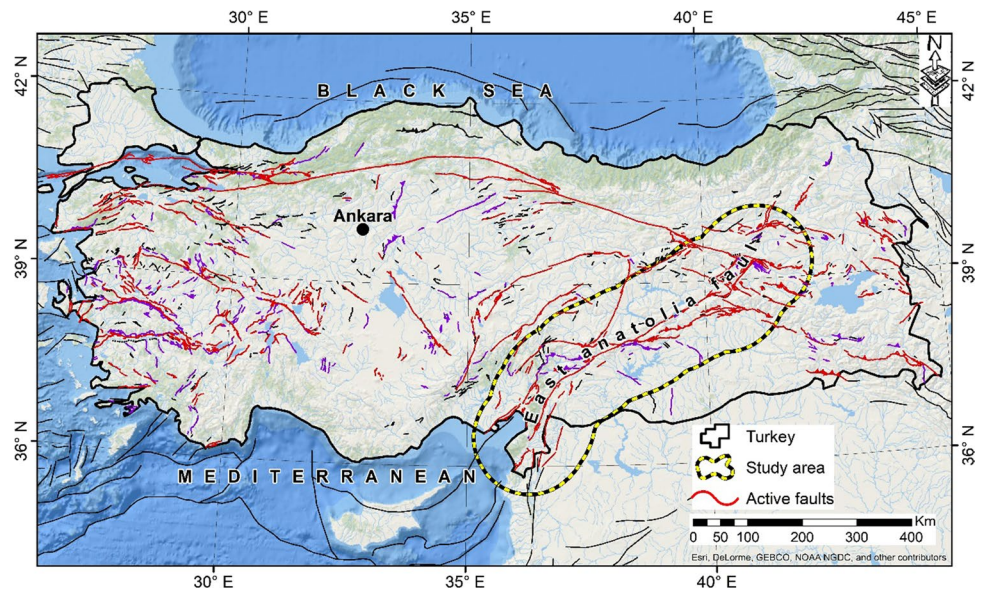 30° E 35° E 40° E 45° E
N
42° N
42° N
BLACK SEA
Ankara
39° N
39° N
East anatolia fault
36° N
36° N
MEDITERRANEAN
Turkey
Study area
Active faults
Km
0 50 100 200 300 400
Esri, DeLorme, GEBCO, NOAA NGDC, and other contributors
30° E 35° E 40° E